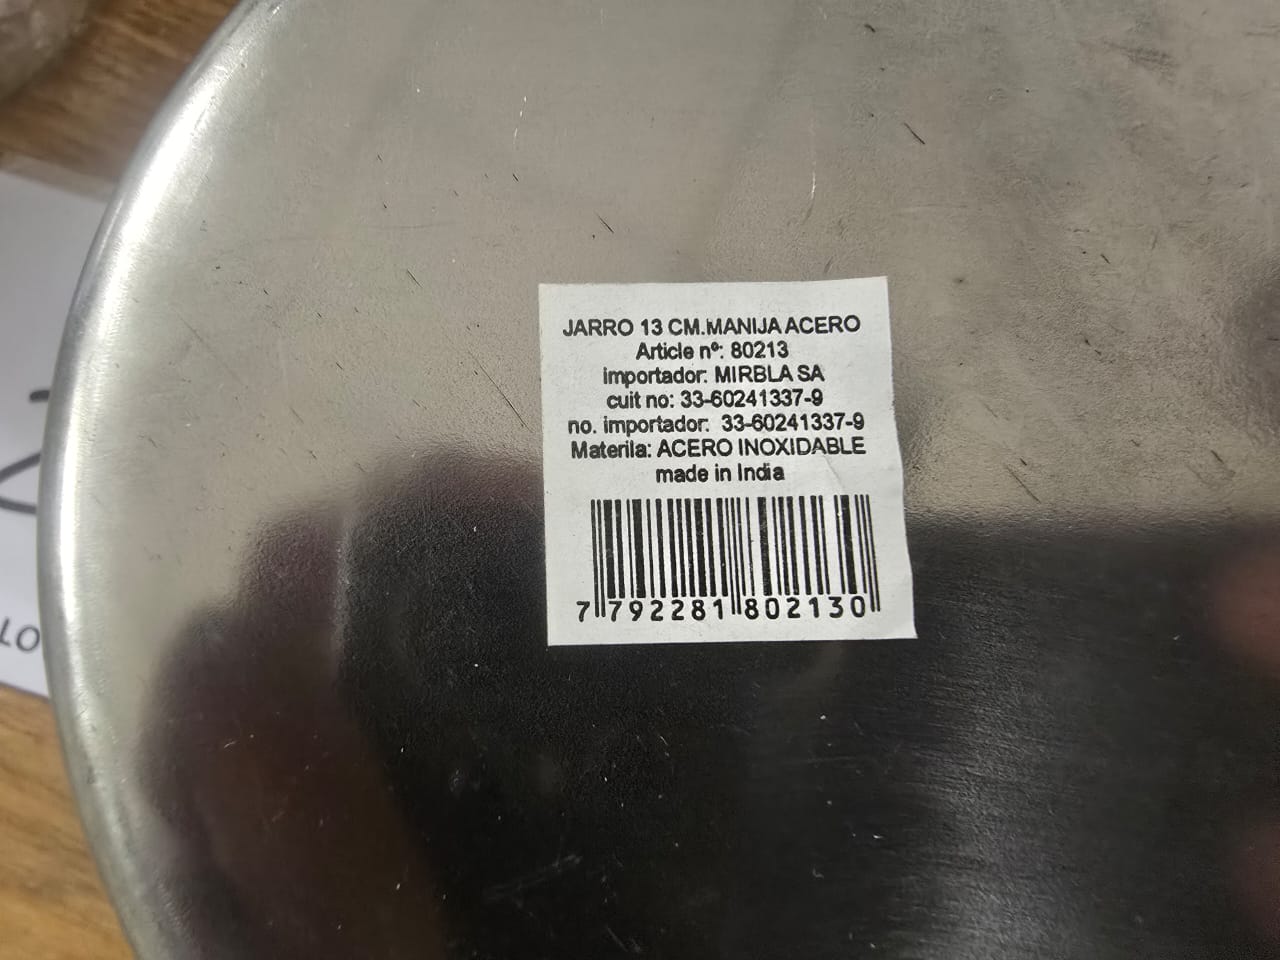 JARRO 13 CM.MANIJA ACERO
Article nº: 80213
importador: MIRBLA SA
cuit no: 33-60241337-9
no. importador: 33-60241337-9
Materila: ACERO INOXIDABLE
made in India
7 792281 802130
LO